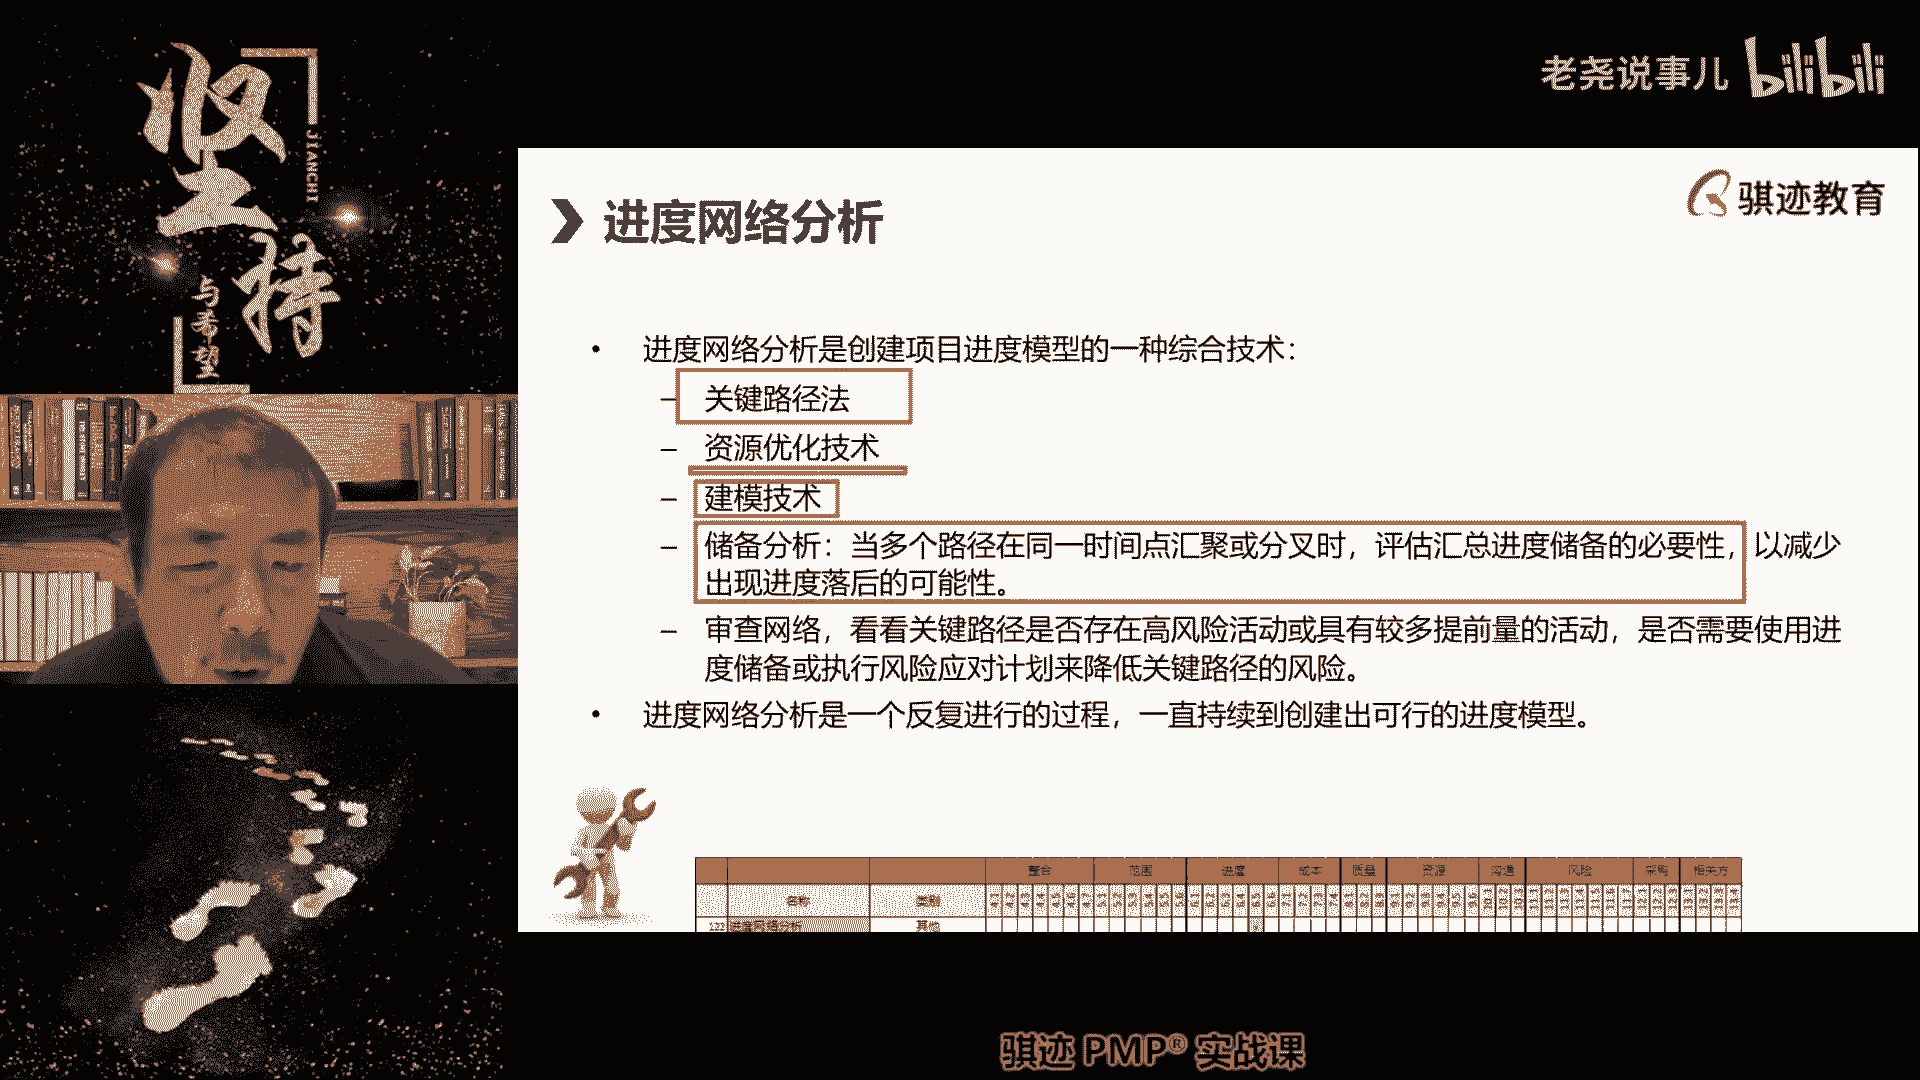 坚持
JIANCHI
与希望
老尧说事儿 bilibili
骐迹教育
进度网络分析
• 进度网络分析是创建项目进度模型的一种综合技术：
– 关键路径法
– 资源优化技术
– 建模技术
– 储备分析：当多个路径在同一时间点汇聚或分叉时，评估汇总进度储备的必要性，以减少
出现进度落后的可能性。
– 审查网络，看看关键路径是否存在高风险活动或具有较多提前量的活动，是否需要使用进
度储备或执行风险应对计划来降低关键路径的风险。
• 进度网络分析是一个反复进行的过程，一直持续到创建出可行的进度模型。
整合 范围 进度 成本 质量 资源 沟通 风险 采购 相关方
名称 类别
122 进度网络分析 其他
骐迹 PMP® 实战课